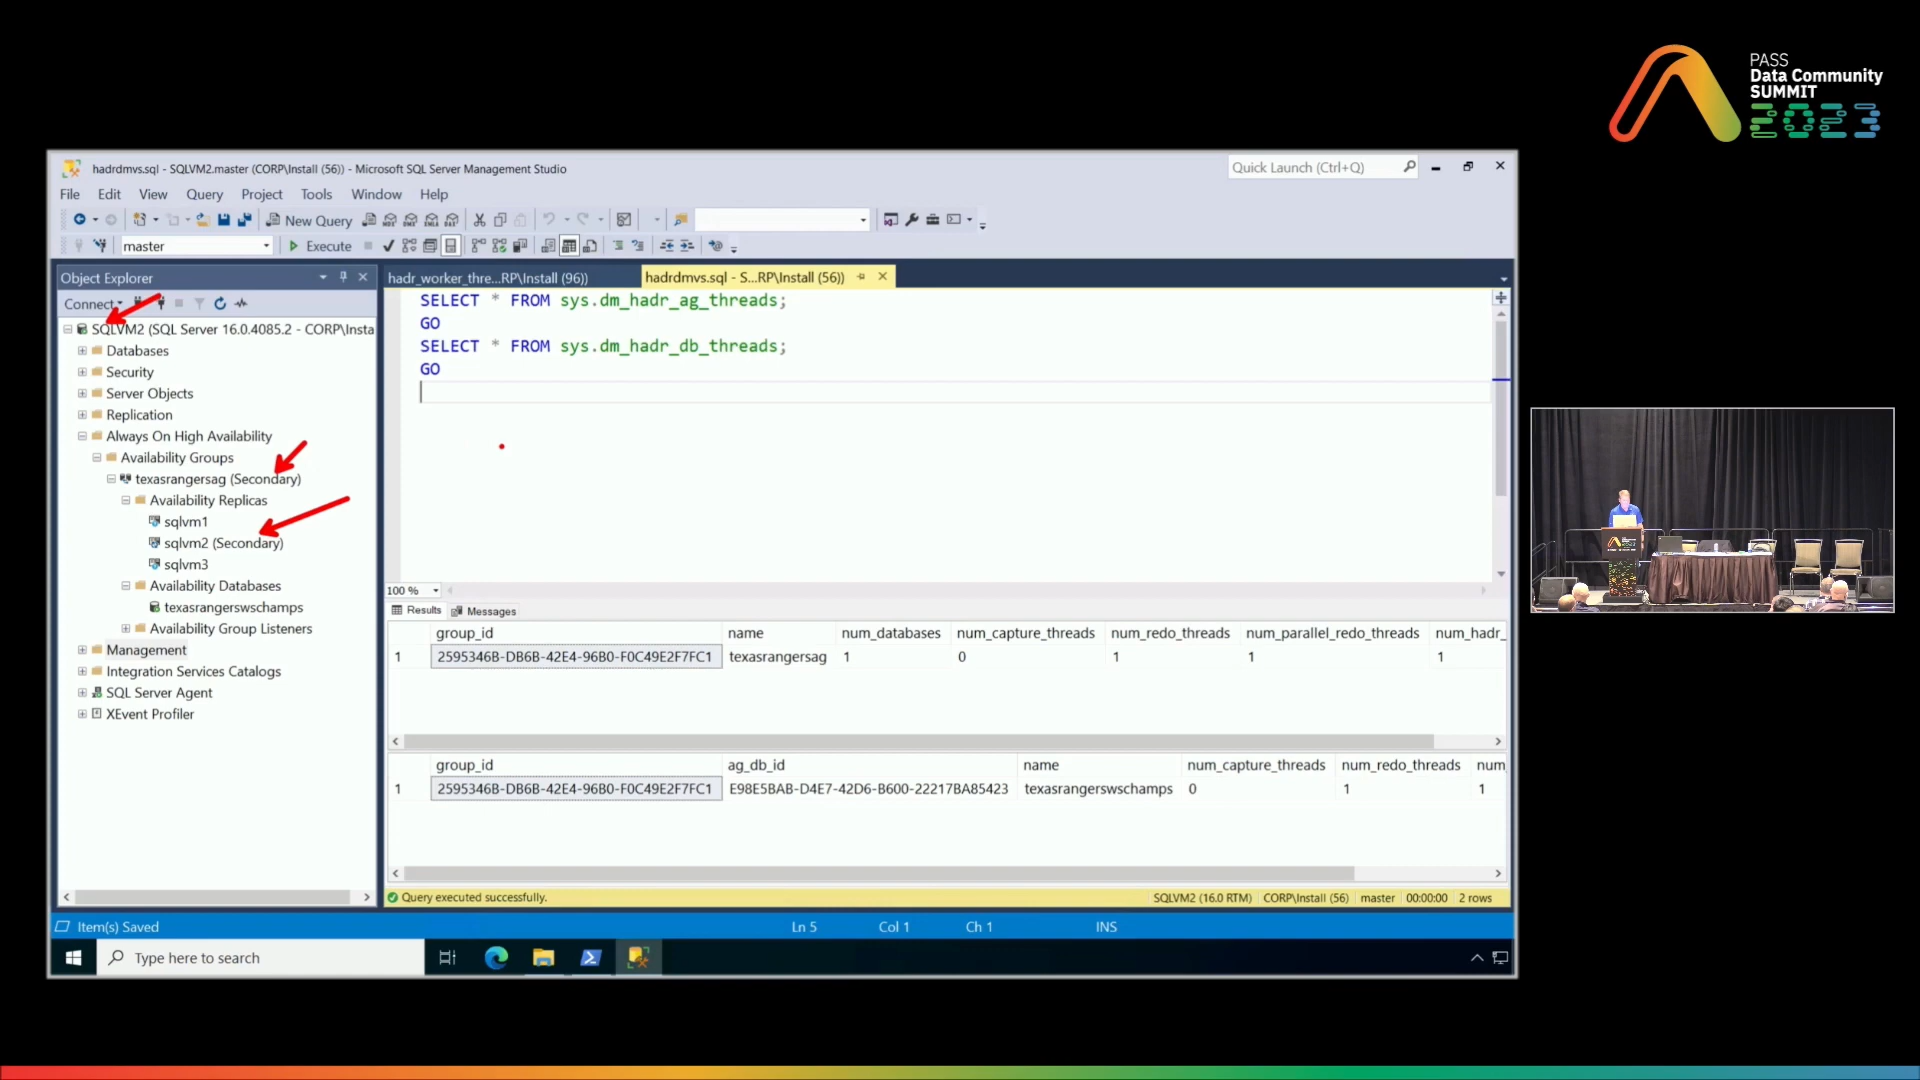 PASS
Data Community
SUMMIT
2023
hadrdmvs.sql - SQLVM2.master (CORP\Install (56)) - Microsoft SQL Server Management Studio
Quick Launch (Ctrl+Q)
File Edit View Query Project Tools Window Help
New Query
master
Execute
Object Explorer
hadr_worker_thre...RP\Install (96))
hadrdmvs.sql - S...RP\Install (56))
Connect
SQLVM2 (SQL Server 16.0.4085.2 - CORP\Insta
Databases
Security
Server Objects
Replication
Always On High Availability
Availability Groups
texasrangersag (Secondary)
Availability Replicas
sqlvm1
sqlvm2 (Secondary)
sqlvm3
Availability Databases
texasrangerswschamps
Availability Group Listeners
Management
Integration Services Catalogs
SQL Server Agent
XEvent Profiler
SELECT * FROM sys.dm_hadr_ag_threads;
GO
SELECT * FROM sys.dm_hadr_db_threads;
GO
100 %
Results Messages
group_id name num_databases num_capture_threads num_redo_threads num_parallel_redo_threads num_hadr_
1 2595346B-DB6B-42E4-96B0-F0C49E2F7FC1 texasrangersag 1 0 1 1 1
group_id ag_db_id name num_capture_threads num_redo_threads num
1 2595346B-DB6B-42E4-96B0-F0C49E2F7FC1 E98E5BAB-D4E7-42D6-B600-22217BA85423 texasrangerswschamps 0 1 1
Query executed successfully.
SQLVM2 (16.0 RTM) CORP\Install (56) master 00:00:00 2 rows
Item(s) Saved
Ln 5 Col 1 Ch 1 INS
Type here to search